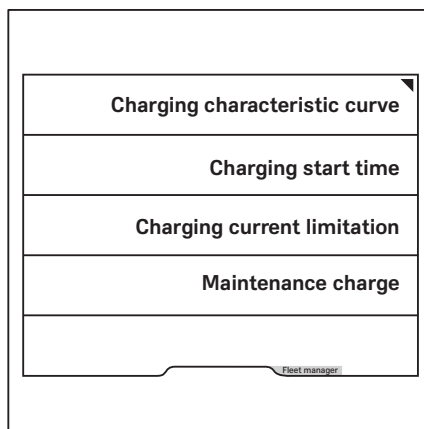 Charging characteristic curve
Charging start time
Charging current limitation
Maintenance charge
Fleet manager